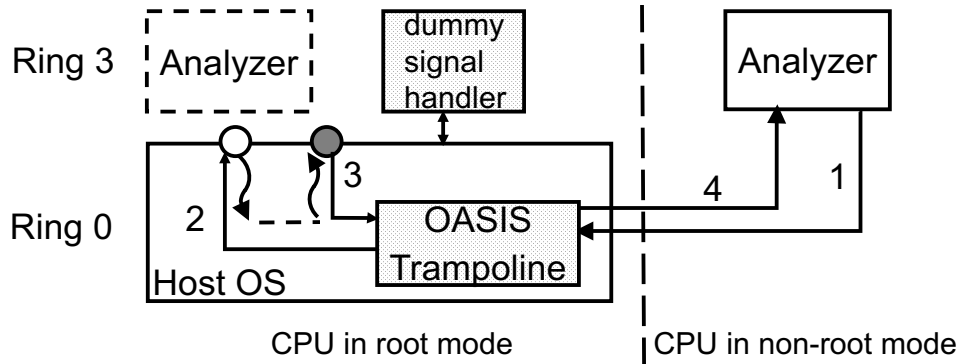 Ring 3
Analyzer
dummy
signal
handler
Analyzer
3
4
1
2
Ring 0
OASIS
Trampoline
Host OS
CPU in root mode
CPU in non-root mode